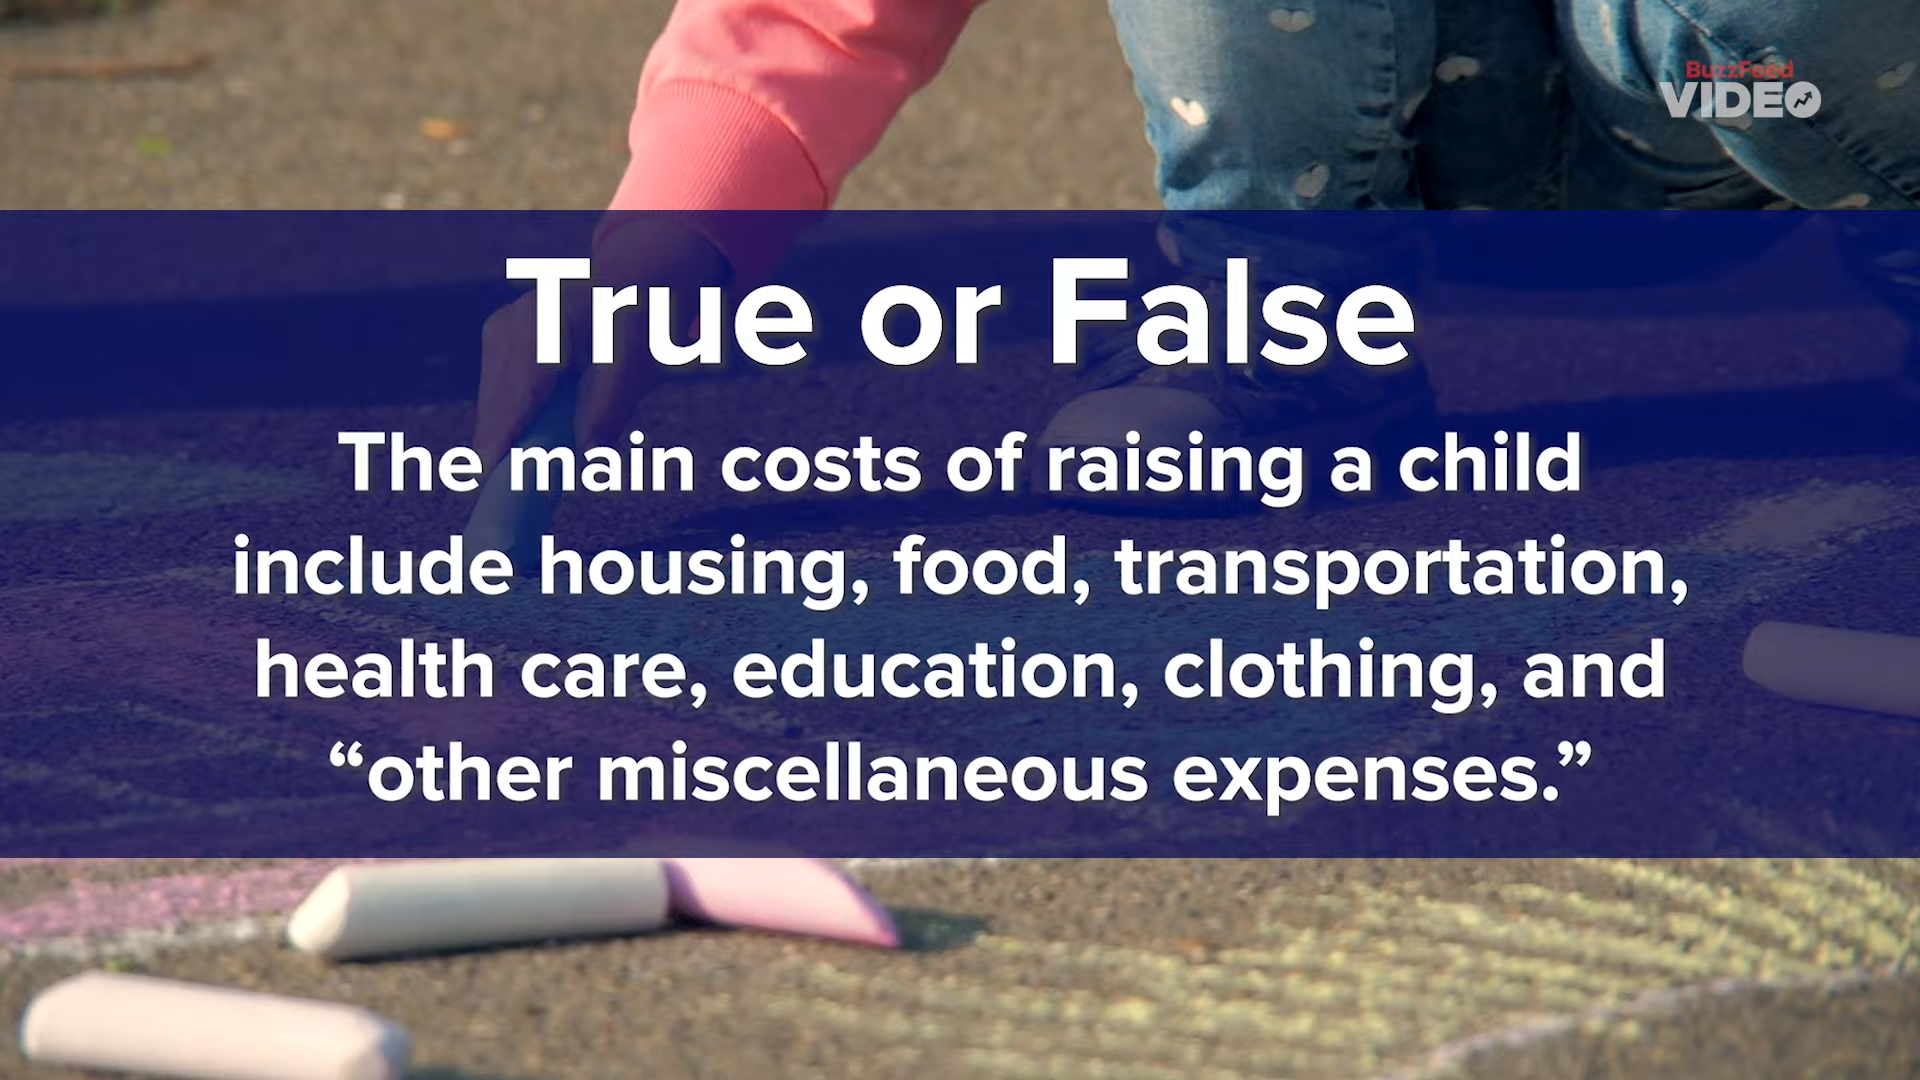 BuzzFeed
VIDEO
True or False
The main costs of raising a child
include housing, food, transportation,
health care, education, clothing, and
“other miscellaneous expenses.”